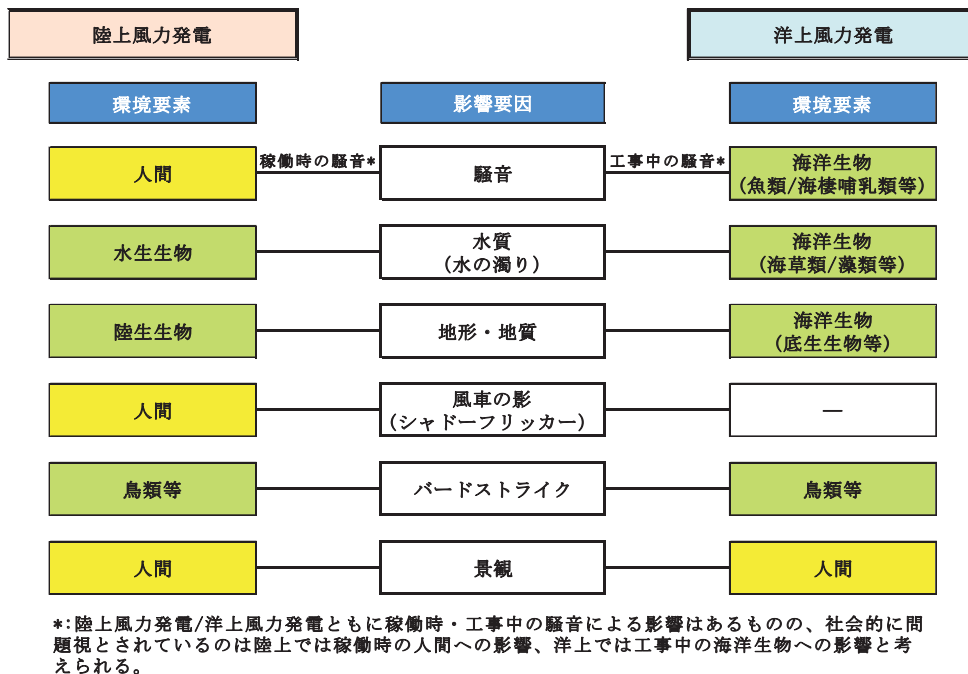 陸上風力発電
洋上風力発電
環境要素
影響要因
環境要素
人間
稼働時の騒音*
騒音
工事中の騒音*
海洋生物
(魚類/海棲哺乳類等)
水生生物
水質
(水の濁り)
海洋生物
(海草類/藻類等)
陸生生物
地形・地質
海洋生物
(底生生物等)
人間
風車の影
(シャドーフリッカー)
―
鳥類等
バードストライク
鳥類等
人間
景観
人間
*:陸上風力発電/洋上風力発電ともに稼働時・工事中の騒音による影響はあるものの、社会的に問
題視とされているのは陸上では稼働時の人間への影響、洋上では工事中の海洋生物への影響と考
えられる。